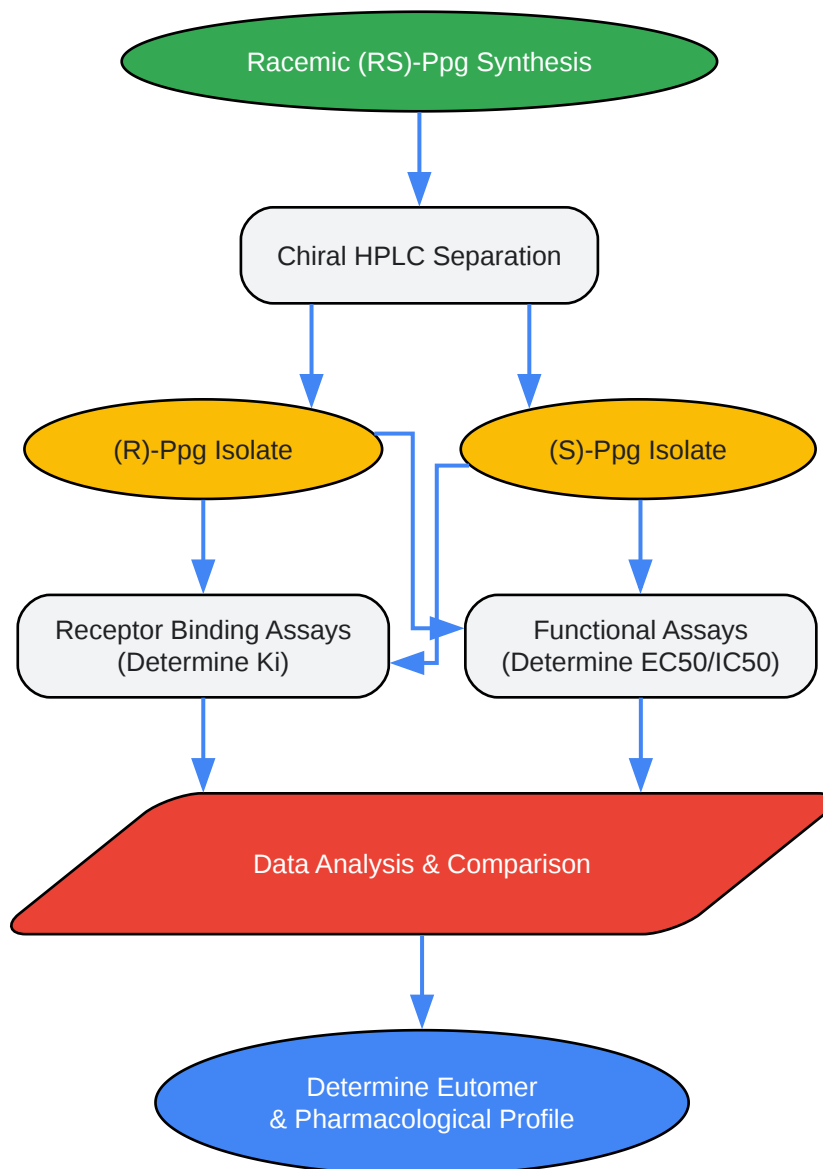 Racemic (RS)-Ppg Synthesis
Chiral HPLC Separation
(R)-Ppg Isolate
(S)-Ppg Isolate
Receptor Binding Assays
(Determine Ki)
Functional Assays
(Determine EC50/IC50)
Data Analysis & Comparison
Determine Eutomer
& Pharmacological Profile